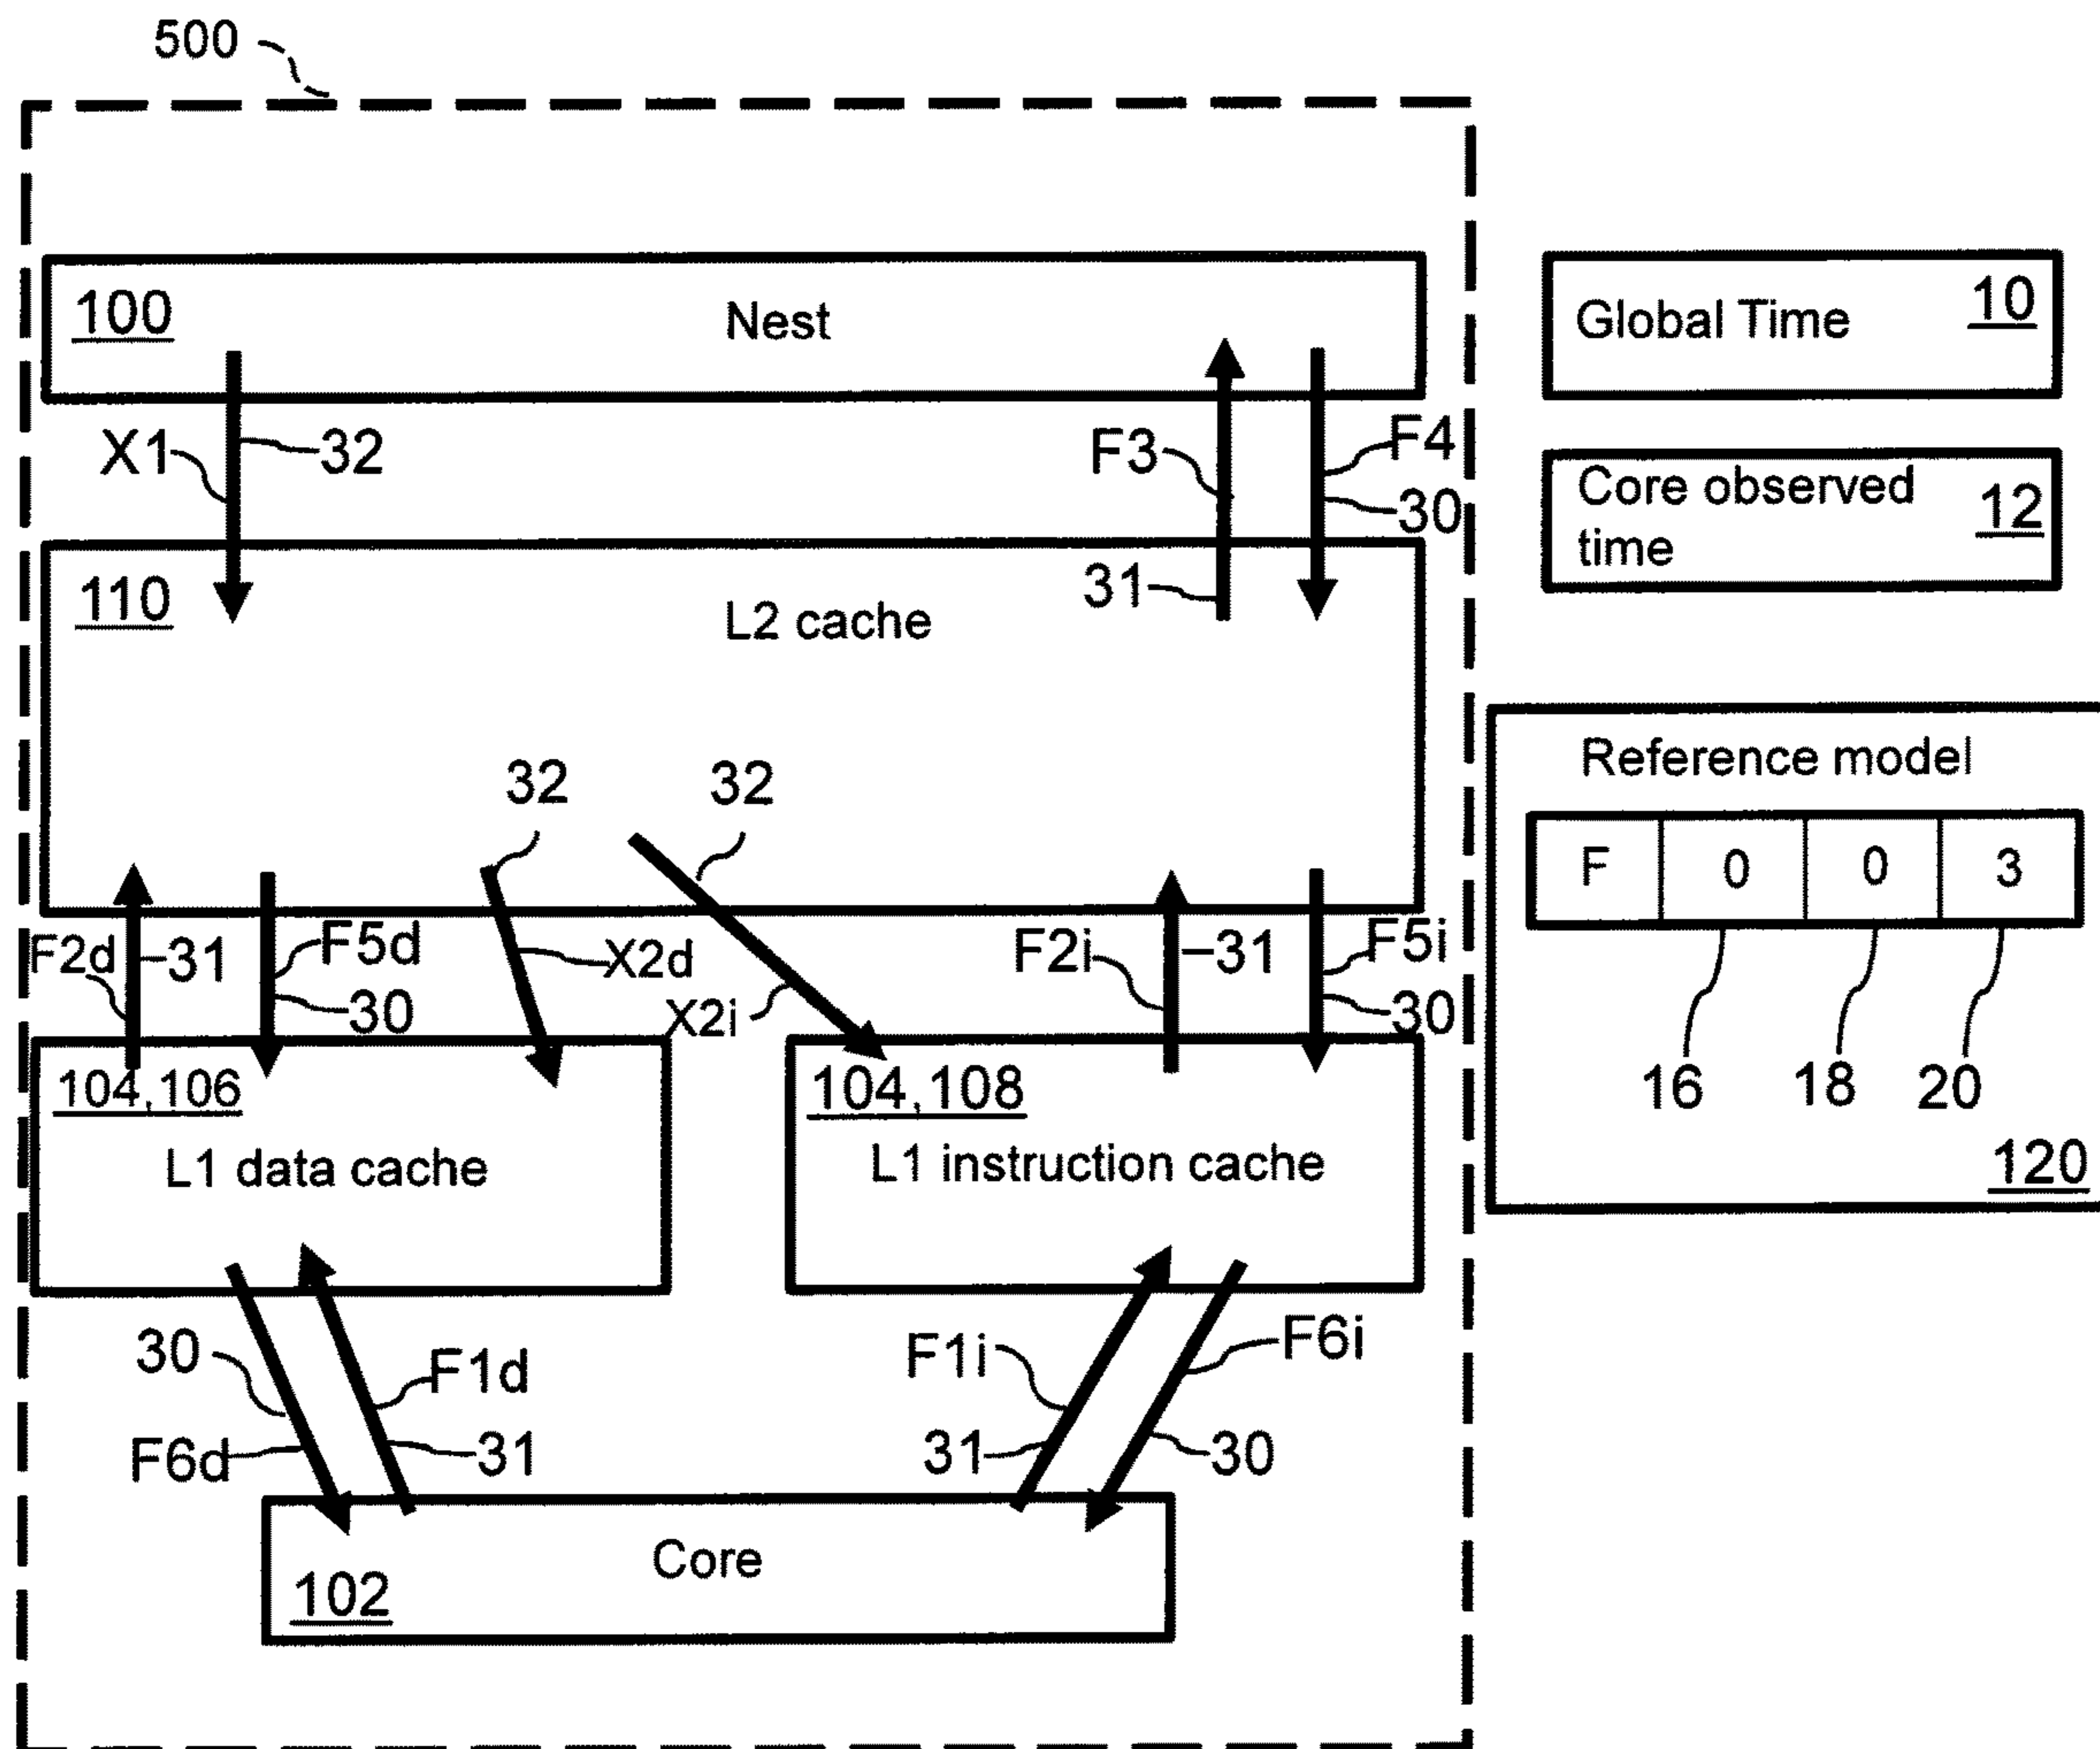 500
100
Nest
Global Time
10
X1
32
F3
F4
30
Core observed
time
12
110
L2 cache
31
32
32
Reference model
F 0 0 3
F2d
31
F5d
30
X2d
X2i
F2i
31
F5i
30
16
18
20
120
104,106
L1 data cache
104,108
L1 instruction cache
30
F1d
F6d
31
F1i
F6i
31
30
Core
102